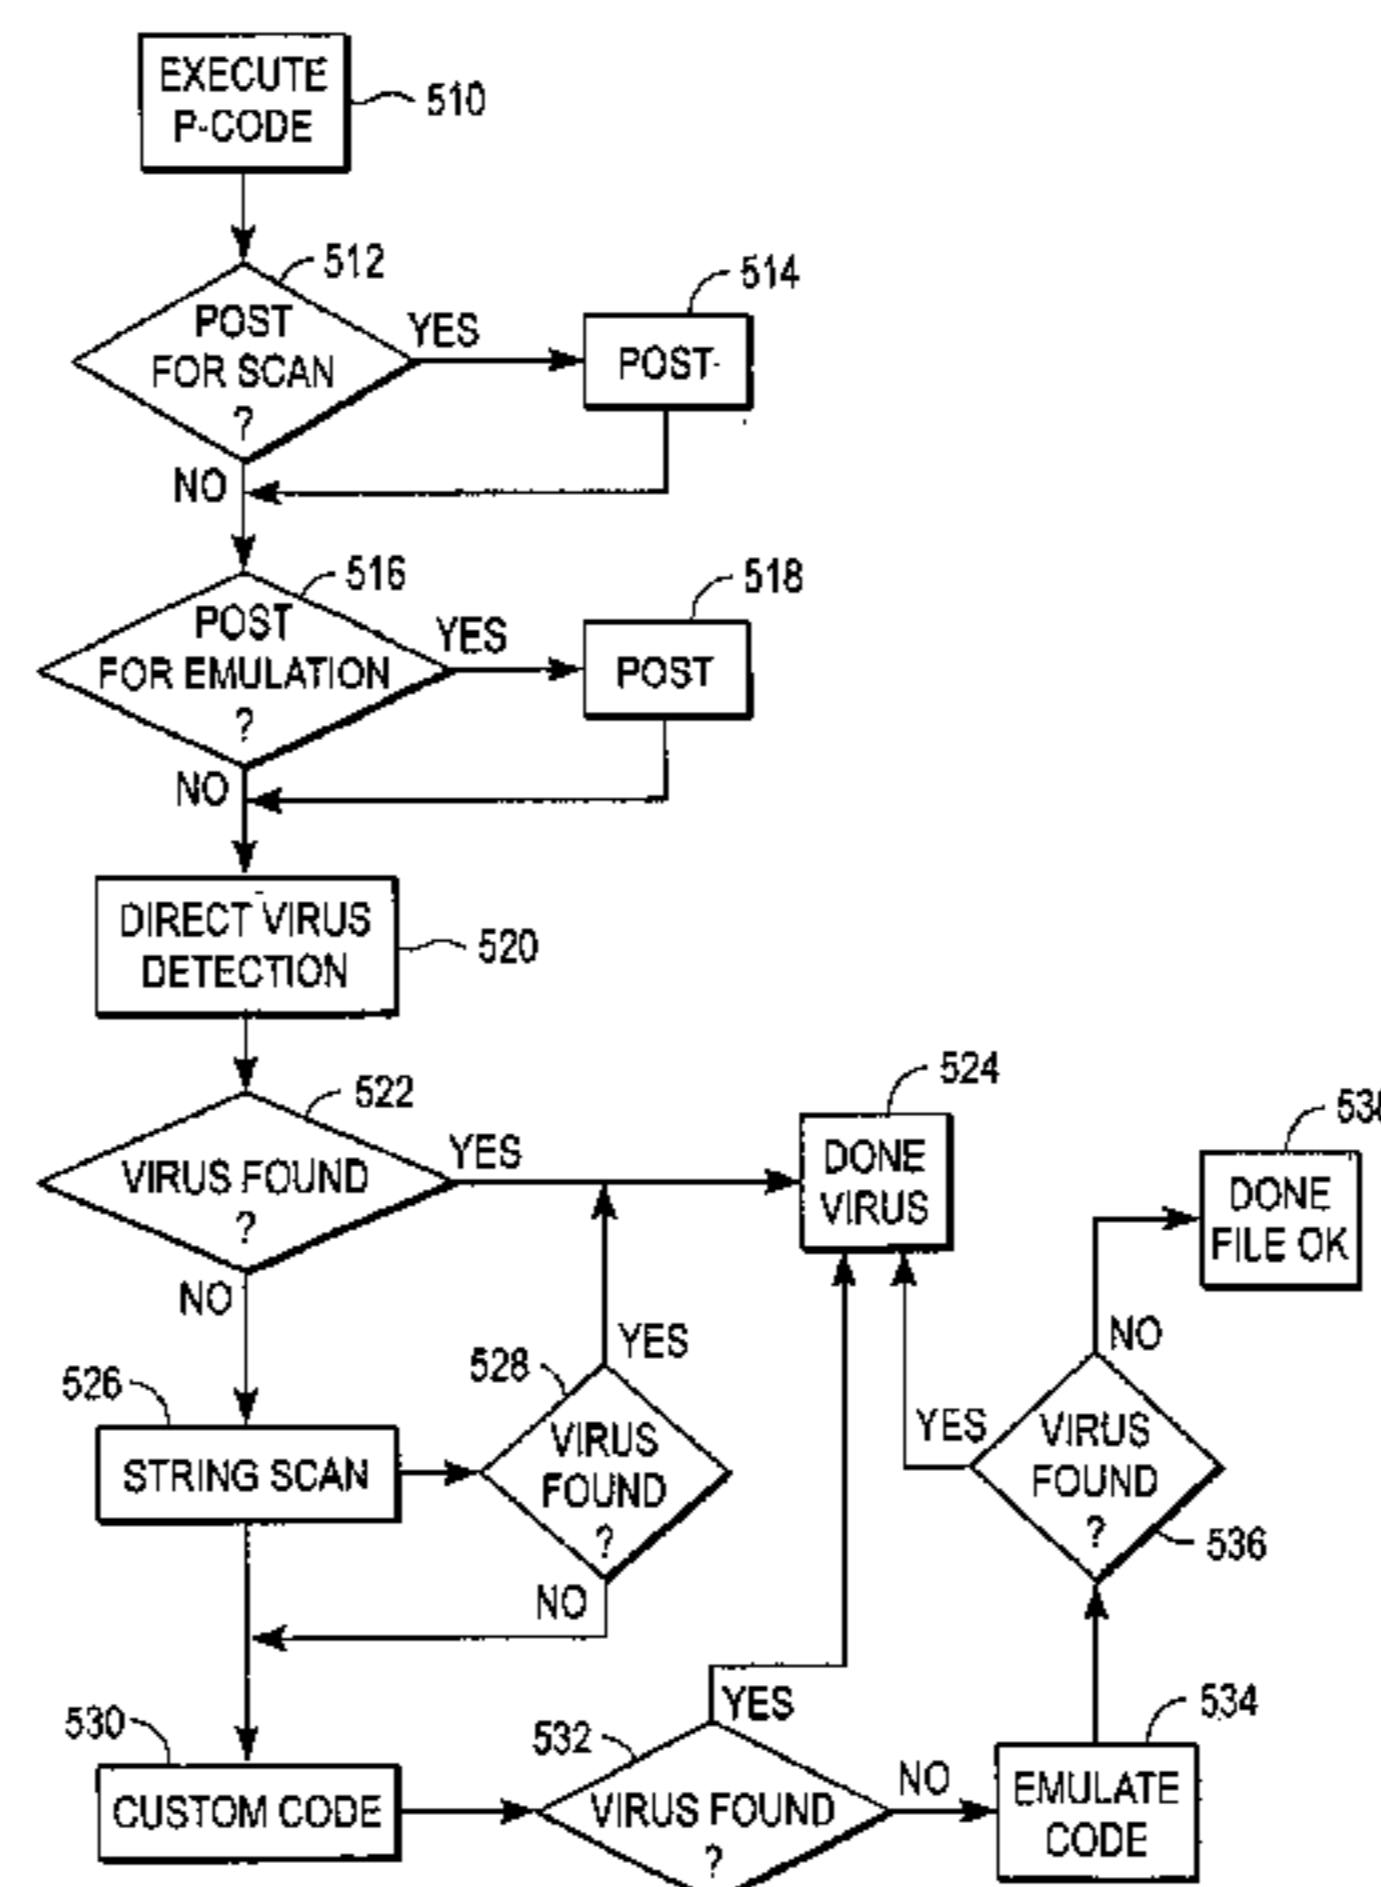 EXECUTE
P-CODE
510
512
POST
FOR SCAN
?
YES
514
POST-
NO
516
POST
FOR EMULATION
?
YES
518
POST
NO
DIRECT VIRUS
DETECTION
520
522
VIRUS FOUND
?
YES
524
DONE
VIRUS
DONE
FILE OK
NO
526
STRING SCAN
528
VIRUS
FOUND
?
YES
NO
YES
NO
VIRUS
FOUND
?
536
530
CUSTOM CODE
532
VIRUS FOUND
?
YES
NO
534
EMULATE
CODE